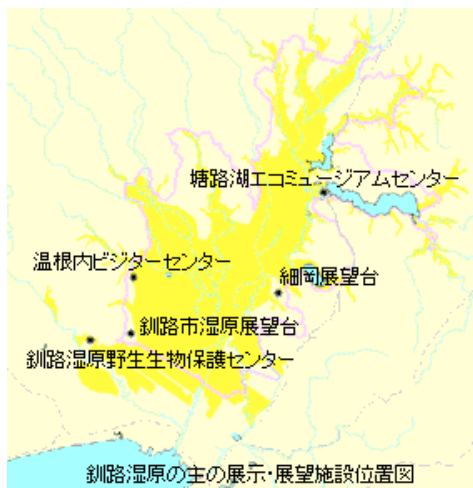 塘路湖エコミュージアムセンター
温根内ビジターセンター
細岡展望台
釧路市湿原展望台
釧路湿原野生生物保護センター
釧路湿原の主の展示・展望施設位置図